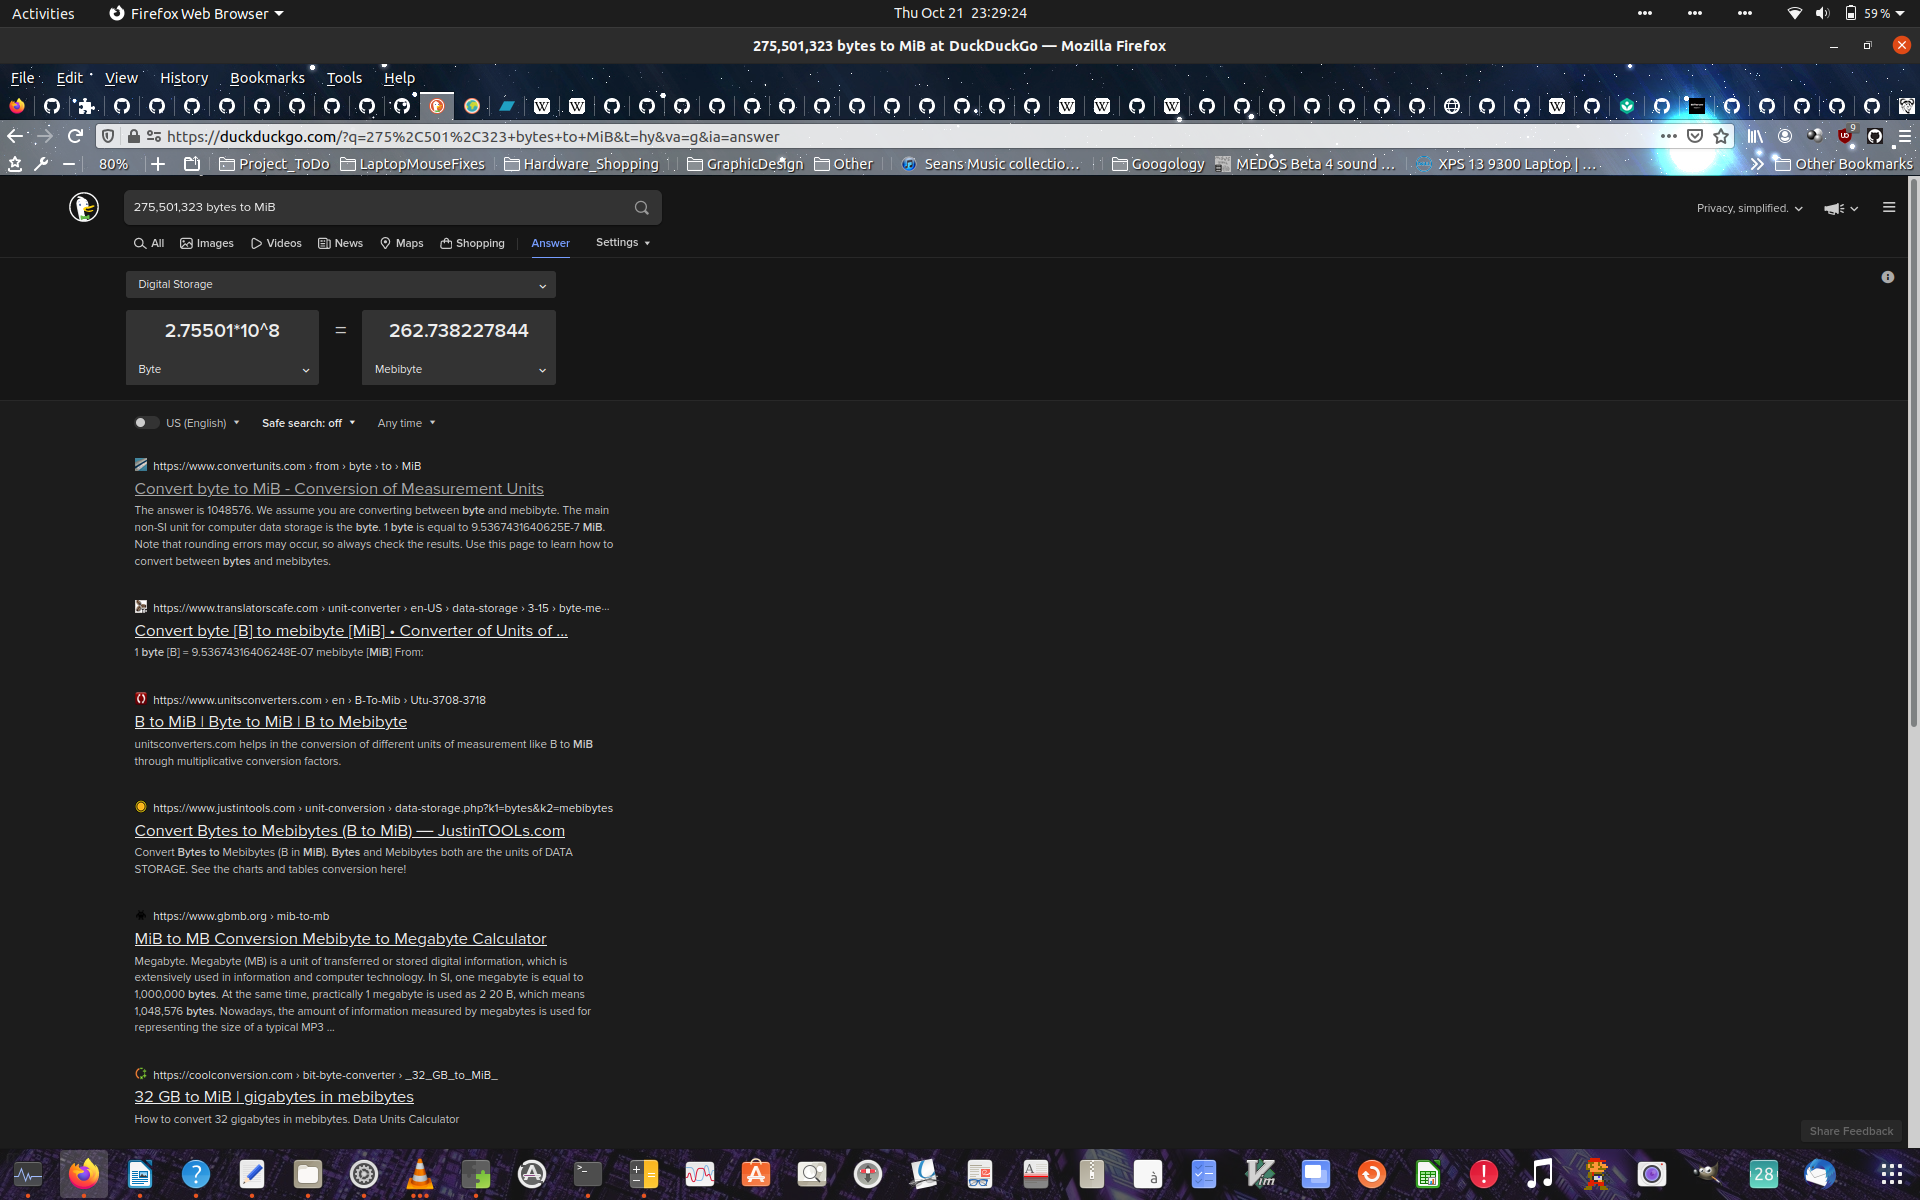 Activities
Firefox Web Browser
Thu Oct 21 23:29:24
59 %
275,501,323 bytes to MiB at DuckDuckGo — Mozilla Firefox
File Edit View History Bookmarks Tools Help
https://duckduckgo.com/?q=275%2C501%2C323+bytes+to+MiB&t=hy&va=g&ia=answer
9
80%
Project_ToDo
LaptopMouseFixes
Hardware_Shopping
GraphicDesign
Other
Seans Music collectio...
Googology
MEDOS Beta 4 sound ...
XPS 13 9300 Laptop | ...
Other Bookmarks
275,501,323 bytes to MiB
Privacy, simplified.
All Images Videos News Maps Shopping Answer Settings
Digital Storage
2.75501*10^8 = 262.738227844
Byte Mebibyte
US (English) Safe search: off Any time
https://www.convertunits.com › from › byte › to › MiB
Convert byte to MiB - Conversion of Measurement Units
The answer is 1048576. We assume you are converting between byte and mebibyte. The main
non-SI unit for computer data storage is the byte. 1 byte is equal to 9.5367431640625E-7 MiB.
Note that rounding errors may occur, so always check the results. Use this page to learn how to
convert between bytes and mebibytes.
https://www.translatorscafe.com › unit-converter › en-US › data-storage › 3-15 › byte-me...
Convert byte [B] to mebibyte [MiB] • Converter of Units of ...
1 byte [B] = 9.53674316406248E-07 mebibyte [MiB] From:
https://www.unitsconverters.com › en › B-To-Mib › Utu-3708-3718
B to MiB | Byte to MiB | B to Mebibyte
unitsconverters.com helps in the conversion of different units of measurement like B to MiB
through multiplicative conversion factors.
https://www.justintools.com › unit-conversion › data-storage.php?k1=bytes&k2=mebibytes
Convert Bytes to Mebibytes (B to MiB) — JustinTOOLs.com
Convert Bytes to Mebibytes (B in MiB). Bytes and Mebibytes both are the units of DATA
STORAGE. See the charts and tables conversion here!
https://www.gbmb.org › mib-to-mb
MiB to MB Conversion Mebibyte to Megabyte Calculator
Megabyte. Megabyte (MB) is a unit of transferred or stored digital information, which is
extensively used in information and computer technology. In SI, one megabyte is equal to
1,000,000 bytes. At the same time, practically 1 megabyte is used as 2 20 B, which means
1,048,576 bytes. Nowadays, the amount of information measured by megabytes is used for
representing the size of a typical MP3 ...
https://coolconversion.com › bit-byte-converter › _32_GB_to_MiB_
32 GB to MiB | gigabytes in mebibytes
How to convert 32 gigabytes in mebibytes. Data Units Calculator
Share Feedback
28